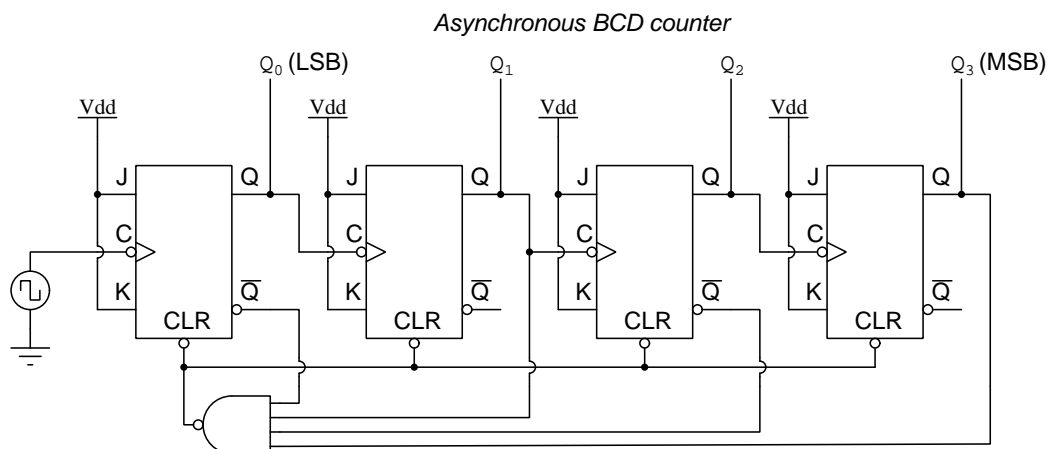 Asynchronous BCD counter
Q0 (LSB) Q1 Q2 Q3 (MSB)
Vdd Vdd Vdd Vdd
J Q J Q J Q J Q
C C C C
K Q̅ K Q̅ K Q̅ K Q̅
CLR CLR CLR CLR